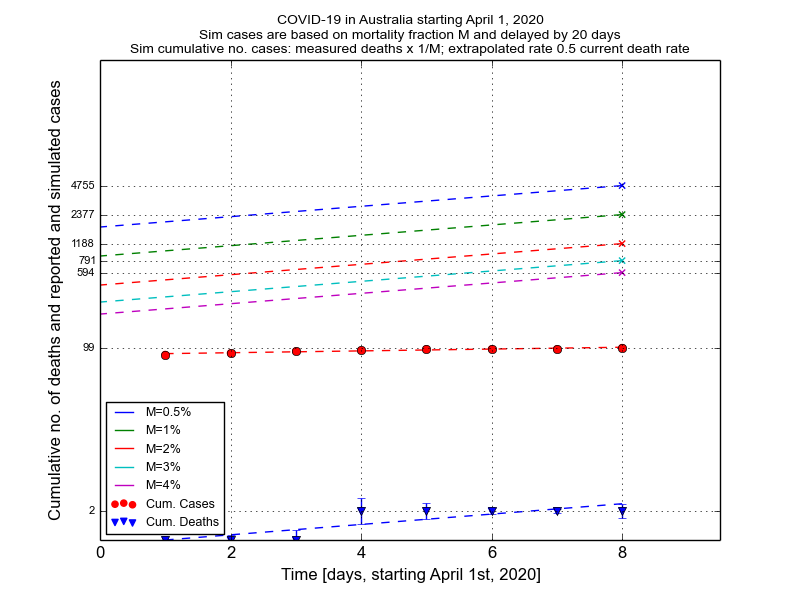 COVID-19 in Australia starting April 1, 2020
Sim cases are based on mortality fraction M and delayed by 20 days
Sim cumulative no. cases: measured deaths x 1/M; extrapolated rate 0.5 current death rate
Cumulative no. of deaths and reported and simulated cases
4755
2377
1188
791
594
99
2
M=0.5%
M=1%
M=2%
M=3%
M=4%
Cum. Cases
Cum. Deaths
0 2 4 6 8
Time [days, starting April 1st, 2020]